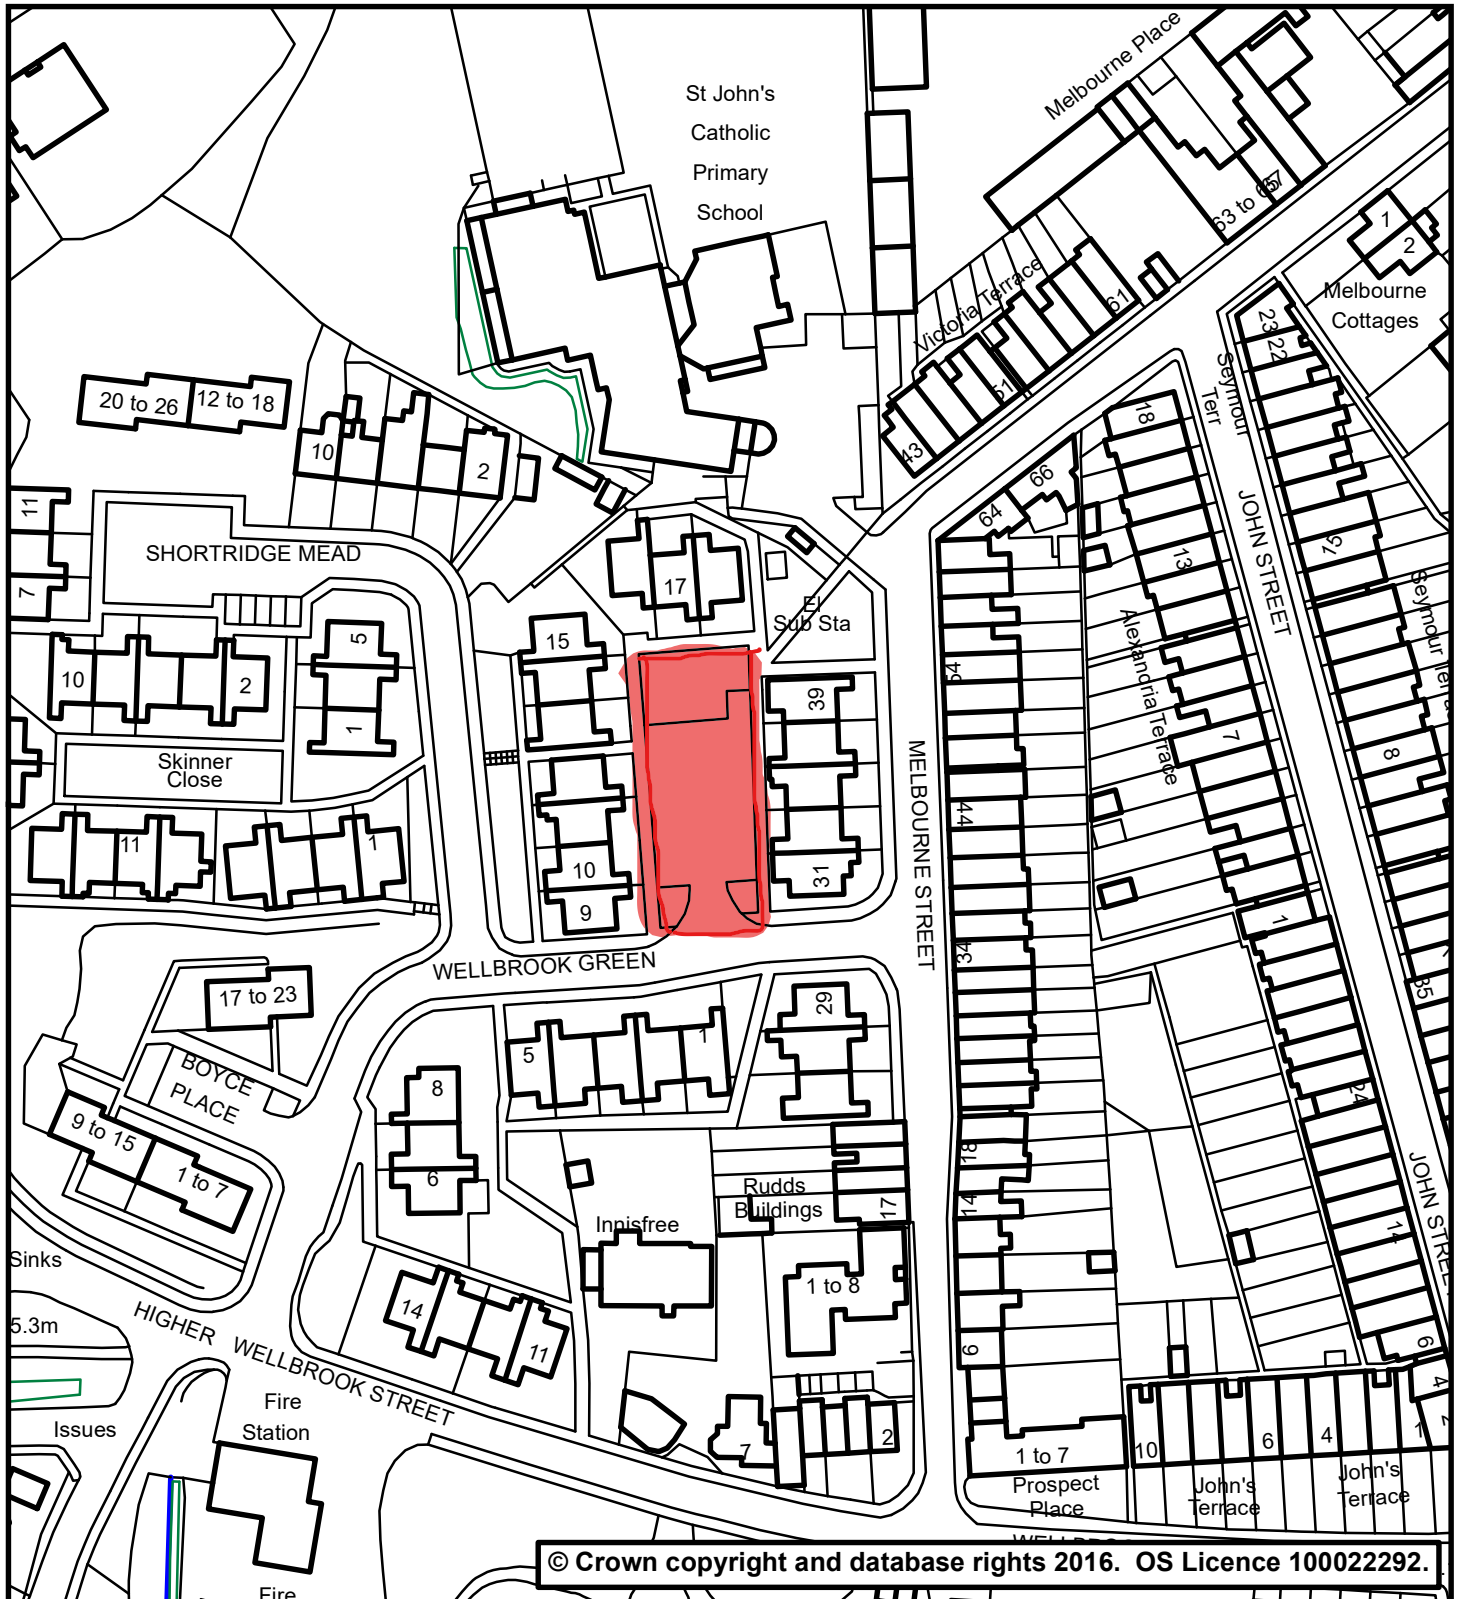 Melbourne Place
St John's
Catholic
Primary
School
63 to 67
65
1
2
Melbourne
Cottages
Victoria Terrace
61
51
43
23
22
Seymour
Terr
20 to 26
12 to 18
10
2
18
66
64
11
7
SHORTRIDGE MEAD
JOHN STREET
15
13
17
El
Sub Sta
15
5
1
10
2
Alexandria Terrace
54
39
7
8
Skinner
Close
MELBOURNE STREET
44
11
1
10
9
31
1
34
35
WELLBROOK GREEN
17 to 23
29
5
1
BOYCE
PLACE
8
24
9 to 15
1 to 7
6
18
14
Rudds
Buildings
17
Innisfree
JOHN STREET
14
Sinks
1 to 8
5.3m
HIGHER WELLBROOK STREET
14
11
6
6
4
2
Fire
Station
Issues
7
2
1 to 7
Prospect
Place
10
6
4
1
John's
Terrace
John's
Terrace
© Crown copyright and database rights 2016. OS Licence 100022292.
Fire